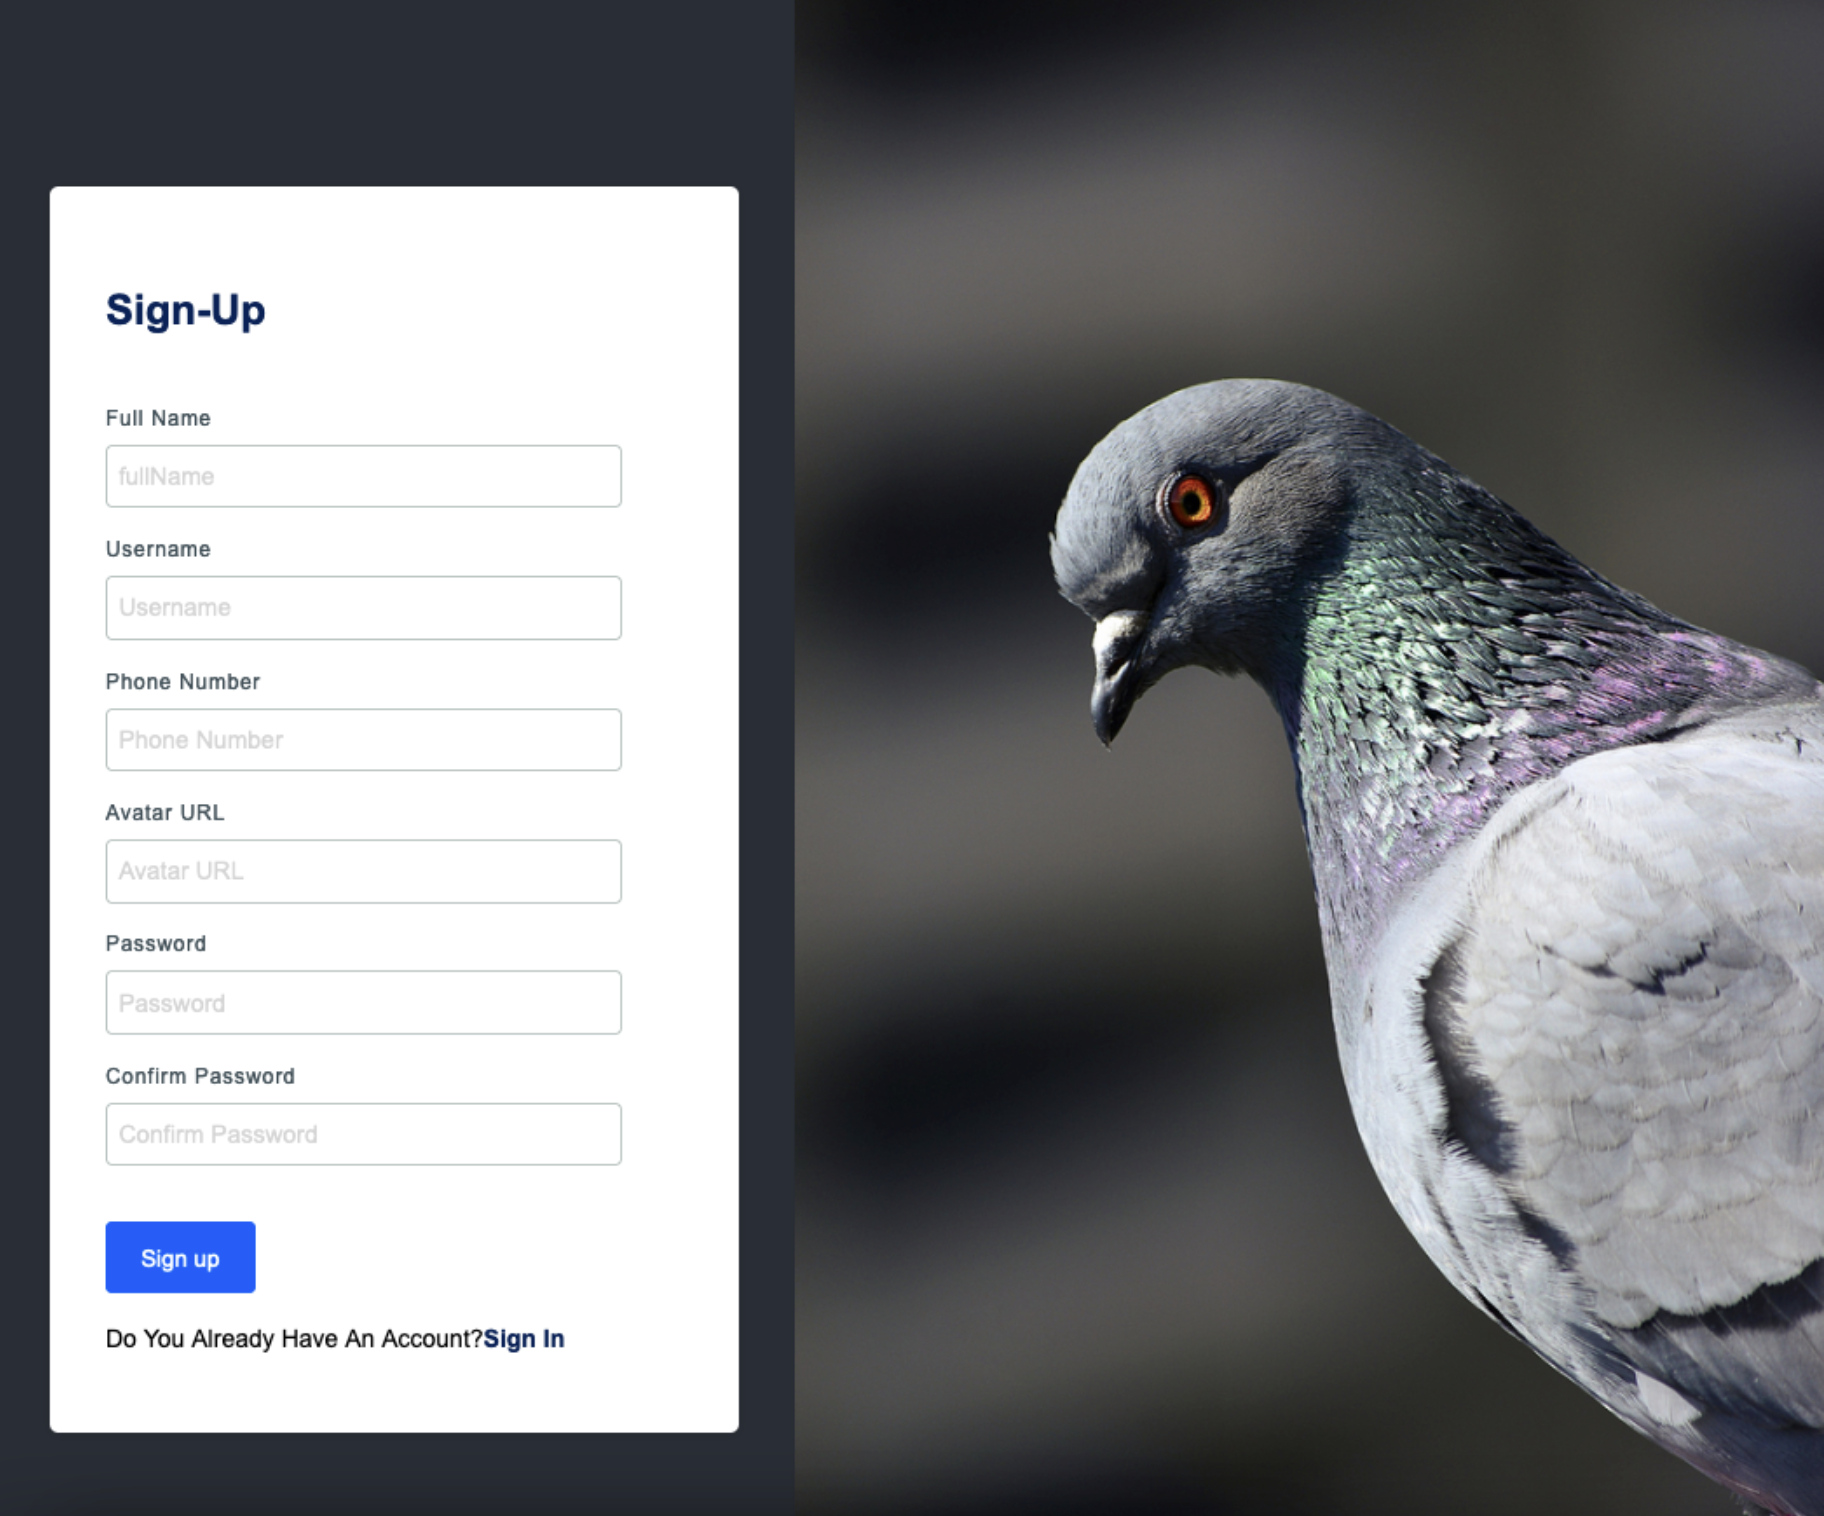 Sign-Up
Full Name
fullName
Username
Username
Phone Number
Phone Number
Avatar URL
Avatar URL
Password
Password
Confirm Password
Confirm Password
Sign up
Do You Already Have An Account?Sign In